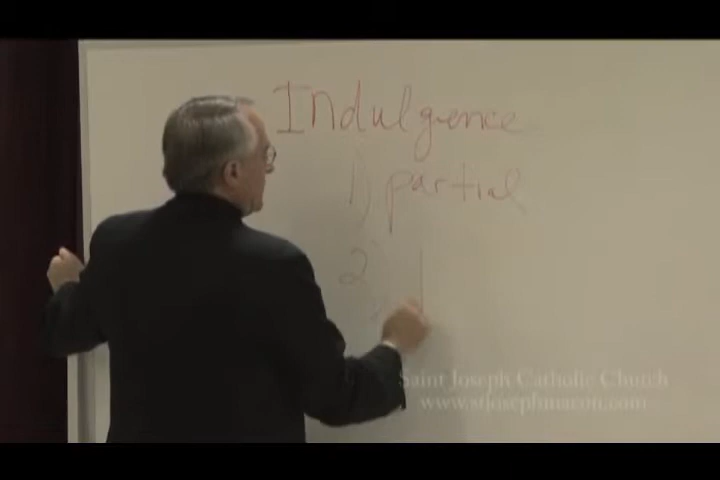 Indulgence
1) partial
2
Saint Joseph Catholic Church
www.stjosephmacon.com